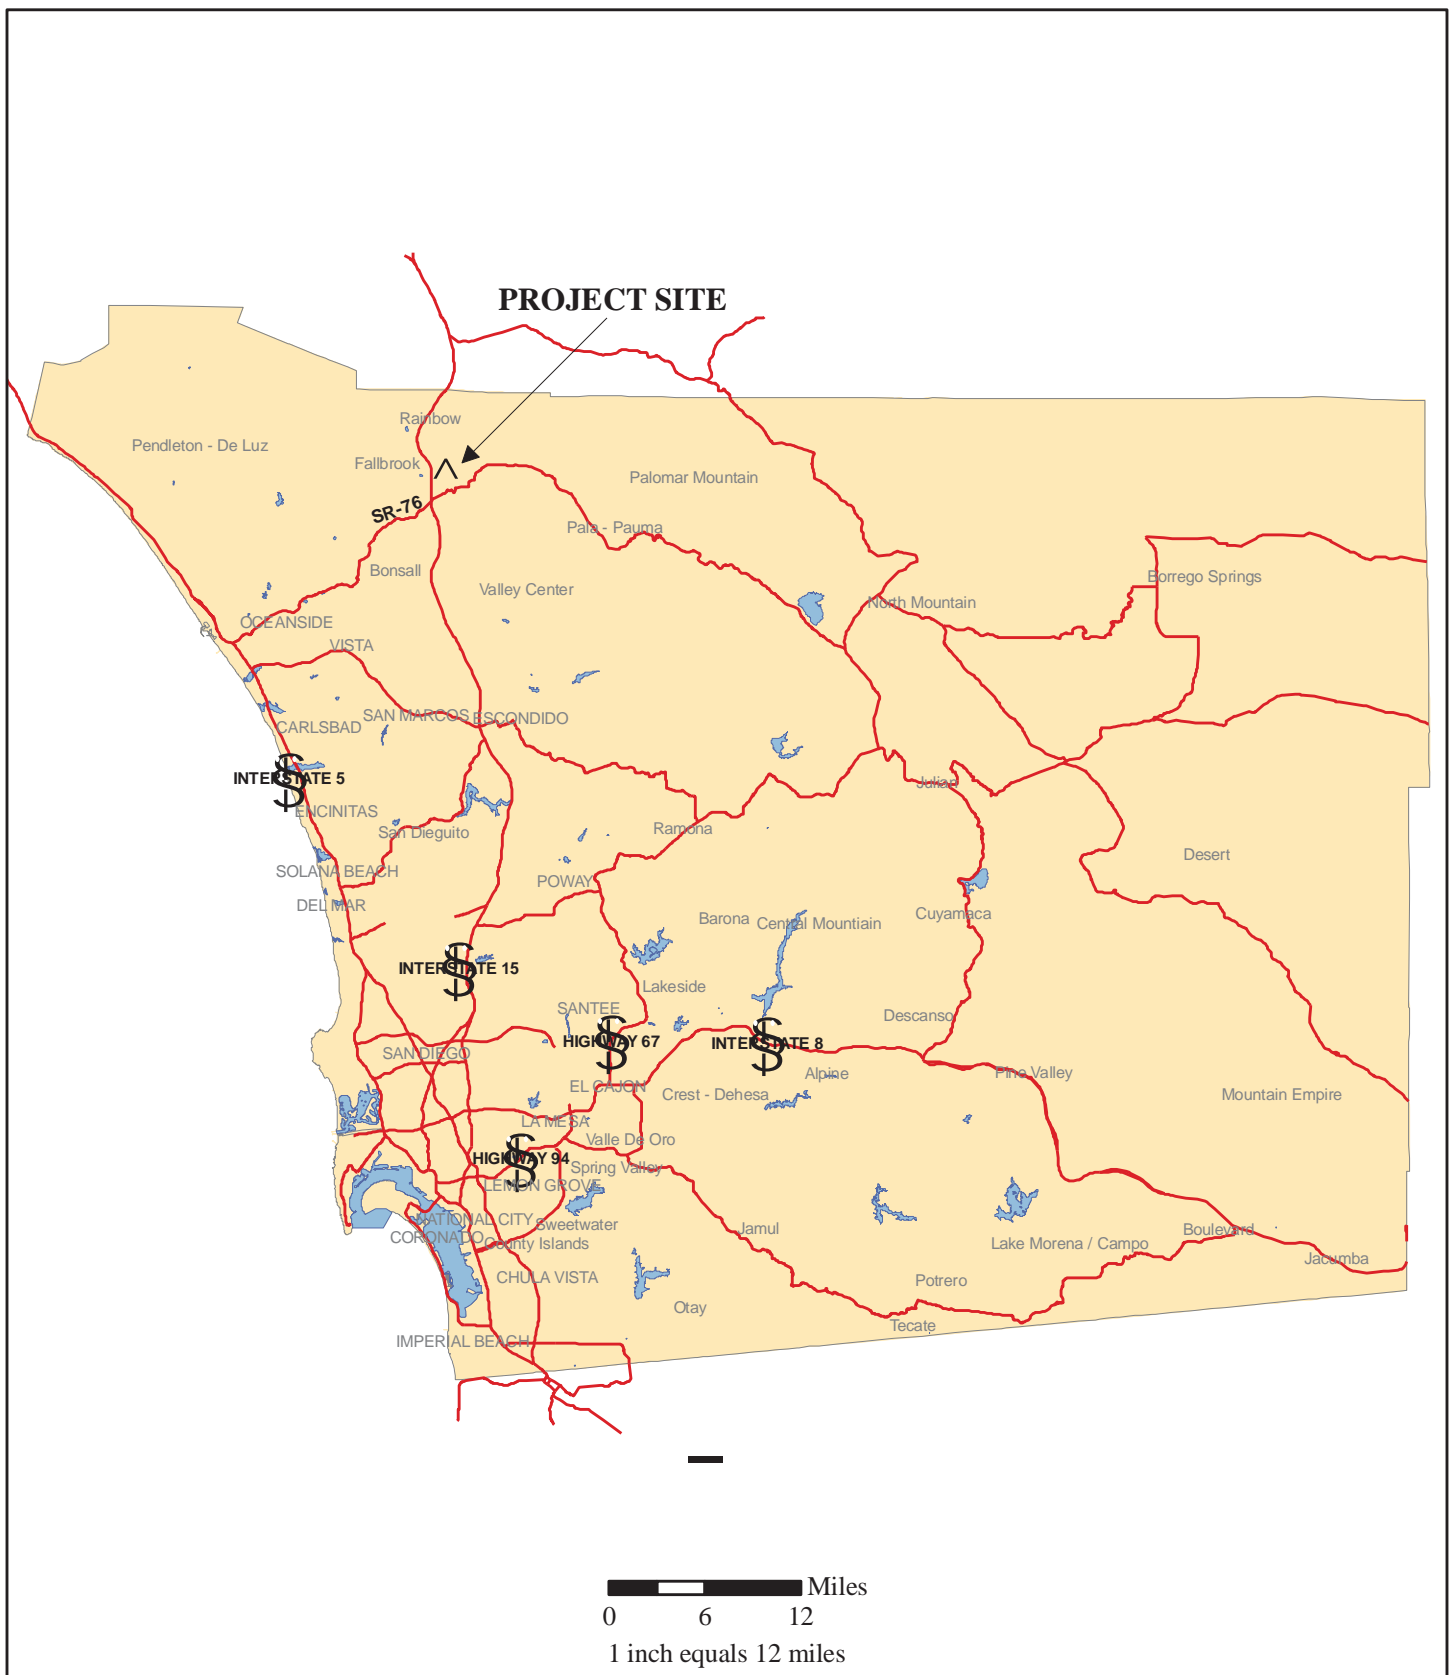 PROJECT SITE
Rainbow
Pendleton - De Luz
Fallbrook
Palomar Mountain
SR-76
Pala - Pauma
Bonsall
Borrego Springs
Valley Center
North Mountain
OCEANSIDE
VISTA
SAN MARCOS
ESCONDIDO
CARLSBAD
INTERSTATE 5
Julian
ENCINITAS
Ramona
San Dieguito
Desert
SOLANA BEACH
POWAY
DEL MAR
Cuyamaca
Barona
Central Mountiain
INTERSTATE 15
Lakeside
SANTEE
Descanso
HIGHWAY 67
INTERSTATE 8
SAN DIEGO
Pine Valley
Alpine
EL CAJON
Crest - Dehesa
Mountain Empire
LA MESA
Valle De Oro
HIGHWAY 94
Spring Valley
LEMON GROVE
NATIONAL CITY
Sweetwater
Jamul
Boulevard
CORONADO
County Islands
Lake Morena / Campo
Jacumba
CHULA VISTA
Potrero
Otay
Tecate
IMPERIAL BEACH
Miles
0 6 12
1 inch equals 12 miles